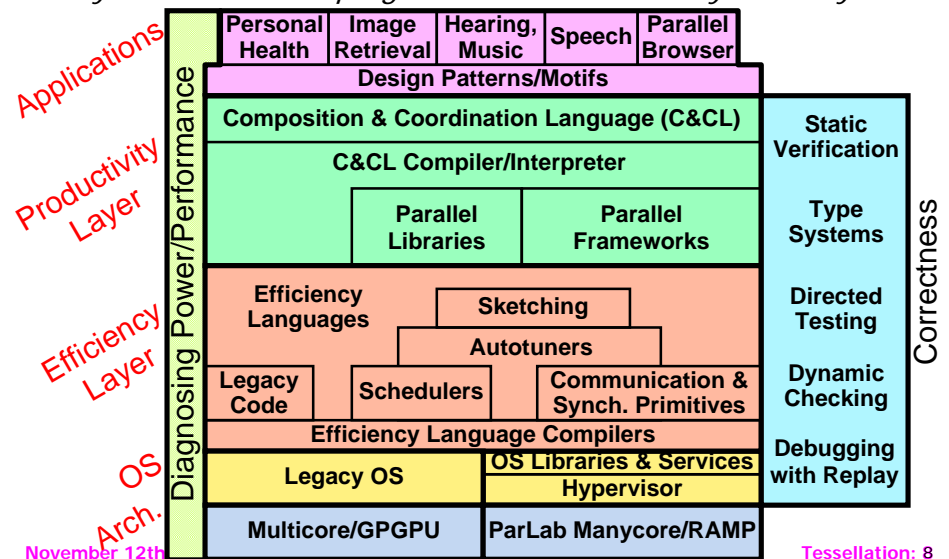 Personal Health
Image Retrieval
Hearing, Music
Speech
Parallel Browser
Design Patterns/Motifs
Composition & Coordination Language (C&CL)
C&CL Compiler/Interpreter
Parallel Libraries
Parallel Frameworks
Efficiency Languages
Sketching
Autotuners
Legacy Code
Schedulers
Communication & Synch. Primitives
Efficiency Language Compilers
Legacy OS
OS Libraries & Services
Hypervisor
Multicore/GPGPU
ParLab Manycore/RAMP
Applications
Productivity Layer
Efficiency Layer
OS
Arch.
Diagnosing Power/Performance
Static Verification
Type Systems
Directed Testing
Dynamic Checking
Debugging with Replay
Correctness
November 12th
Tessellation: 8